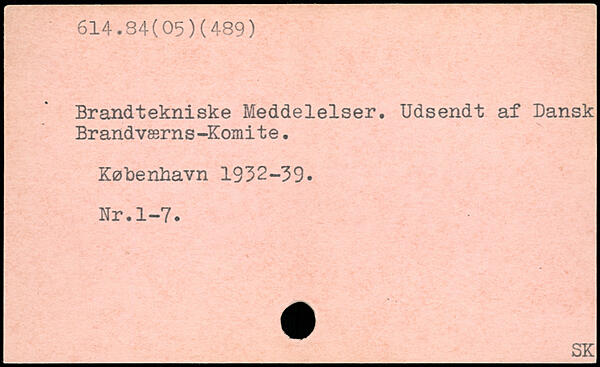 614.84(05)(489)
Brandtekniske Meddelelser. Udsendt af Dansk
Brandværns-Komite.
København 1932-39.
Nr.1-7.
SK